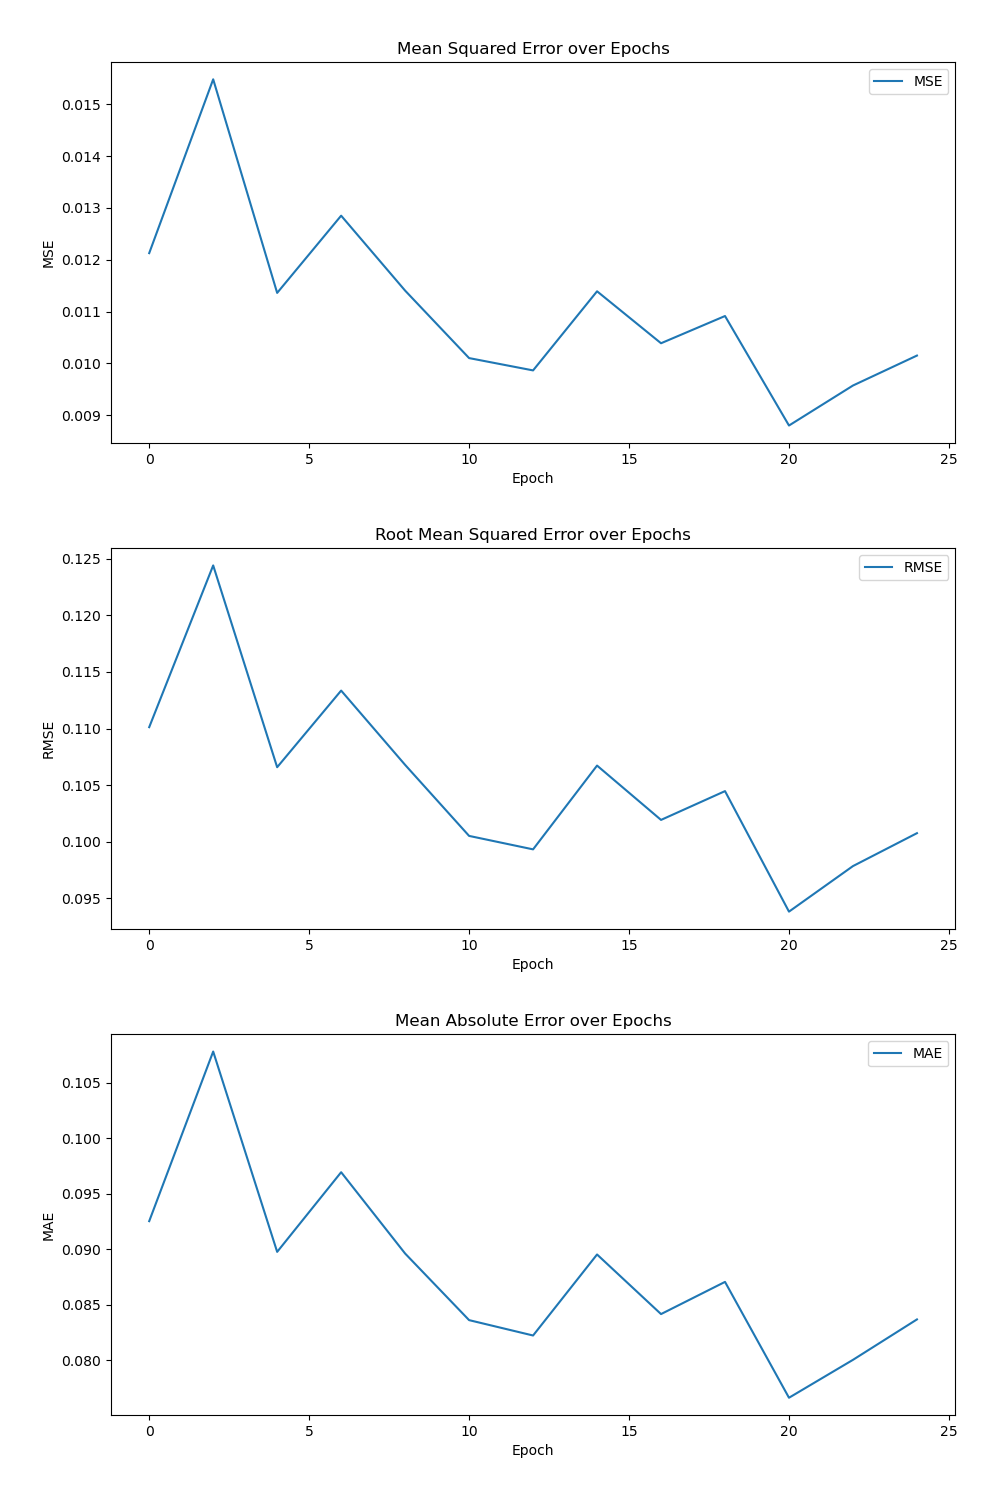 Mean Squared Error over Epochs
MSE
0.015
0.014
0.013
0.012
0.011
0.010
0.009
MSE
0 5 10 15 20 25
Epoch
Root Mean Squared Error over Epochs
RMSE
0.125
0.120
0.115
0.110
0.105
0.100
0.095
RMSE
0 5 10 15 20 25
Epoch
Mean Absolute Error over Epochs
MAE
0.105
0.100
0.095
0.090
0.085
0.080
MAE
0 5 10 15 20 25
Epoch